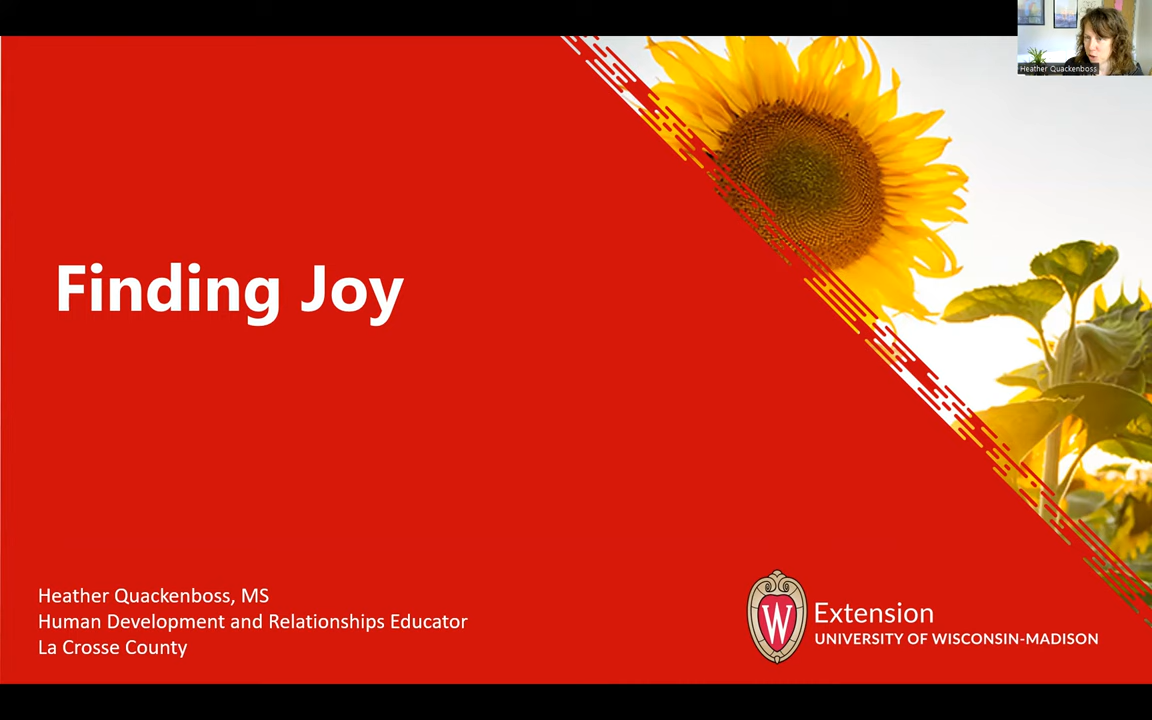 Heather Quackenboss
Finding Joy
Heather Quackenboss, MS
Human Development and Relationships Educator
La Crosse County
W
Extension
UNIVERSITY OF WISCONSIN-MADISON